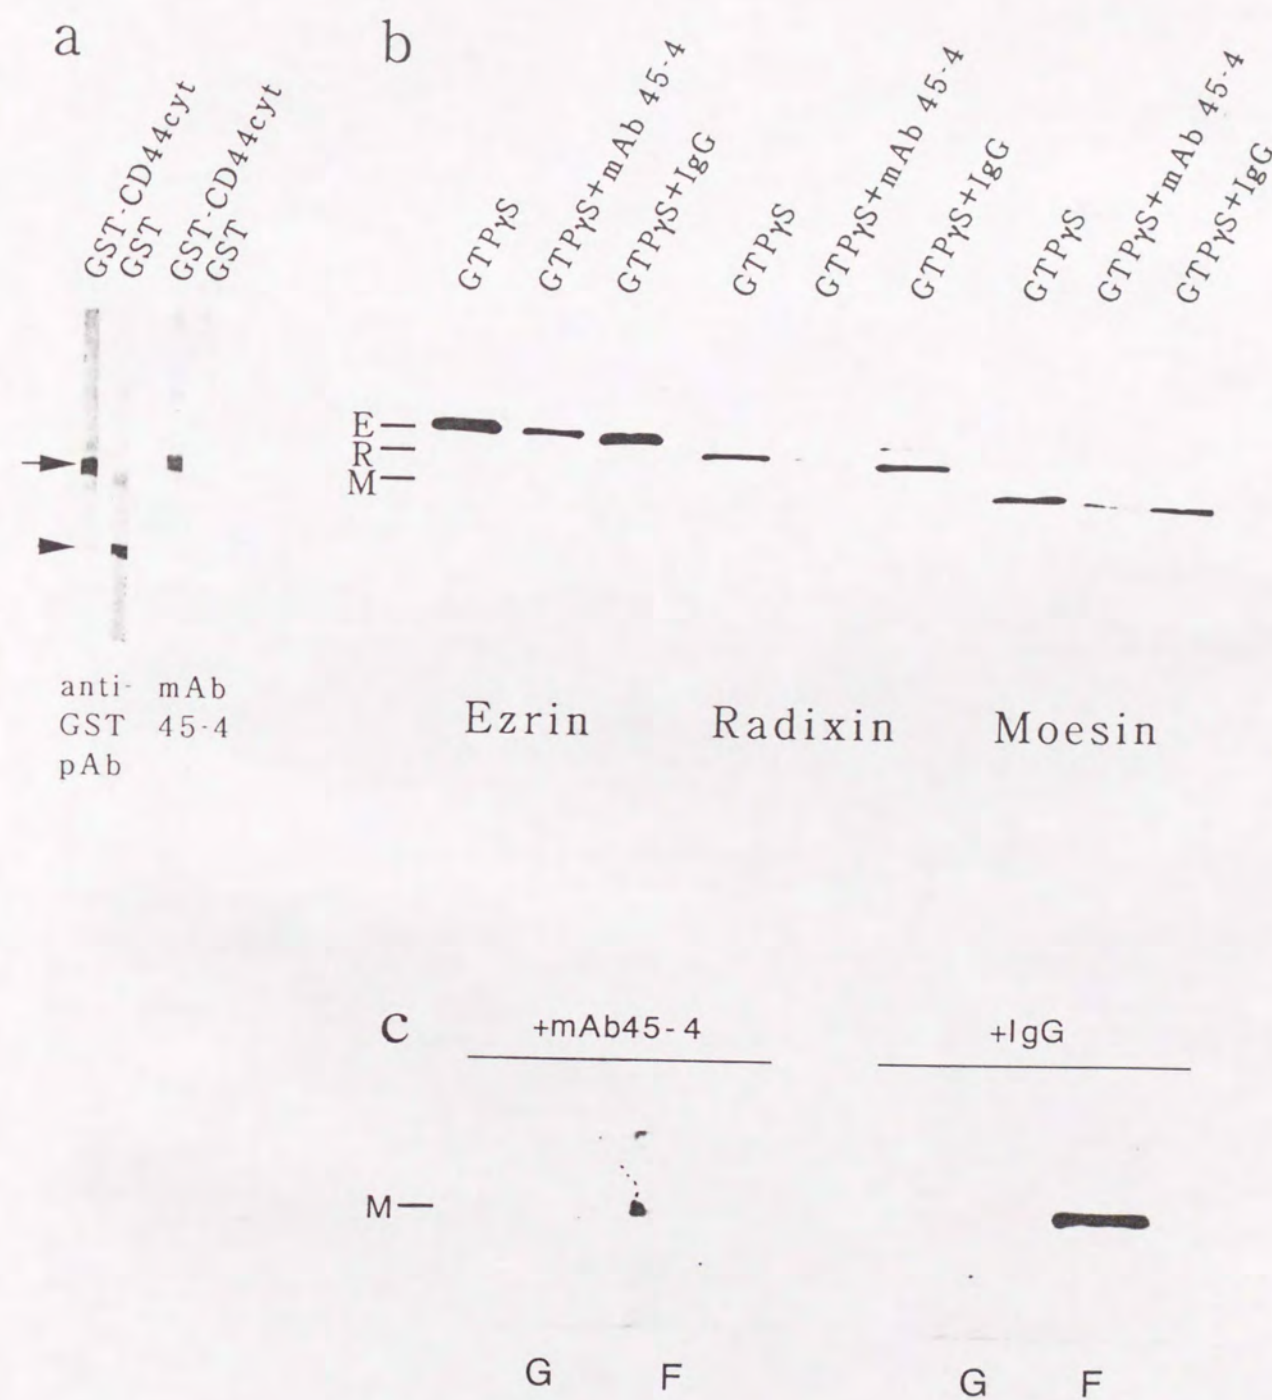 a
b
GST-CD44cyt
GST
GST-CD44cyt
GST
GTPγS
GTPγS+mAb 45-4
GTPγS+IgG
GTPγS
GTPγS+mAb 45-4
GTPγS+IgG
GTPγS
GTPγS+mAb 45-4
GTPγS+IgG
E
R
M
anti-
GST
pAb
mAb
45-4
Ezrin
Radixin
Moesin
c
+mAb45-4
+IgG
M
G
F
G
F